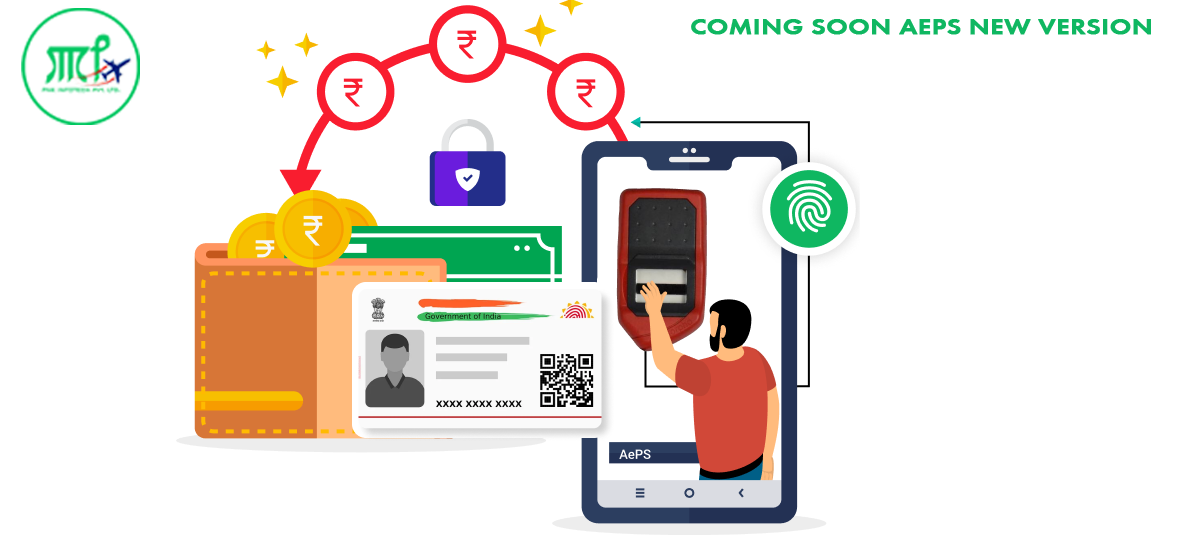 COMING SOON AEPS NEW VERSION
₹
₹
₹
₹
₹
Government of India
XXXX XXXX XXXX
AePS